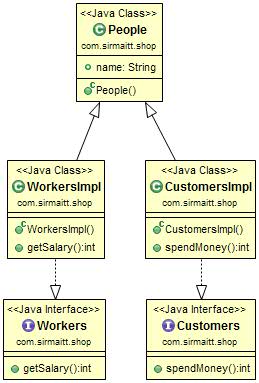 <<Java Class>>
People
com.sirmaitt.shop
name: String
People()
<<Java Class>>
WorkersImpl
com.sirmaitt.shop
WorkersImpl()
getSalary():int
<<Java Class>>
CustomersImpl
com.sirmaitt.shop
CustomersImpl()
spendMoney():int
<<Java Interface>>
Workers
com.sirmaitt.shop
getSalary():int
<<Java Interface>>
Customers
com.sirmaitt.shop
spendMoney():int